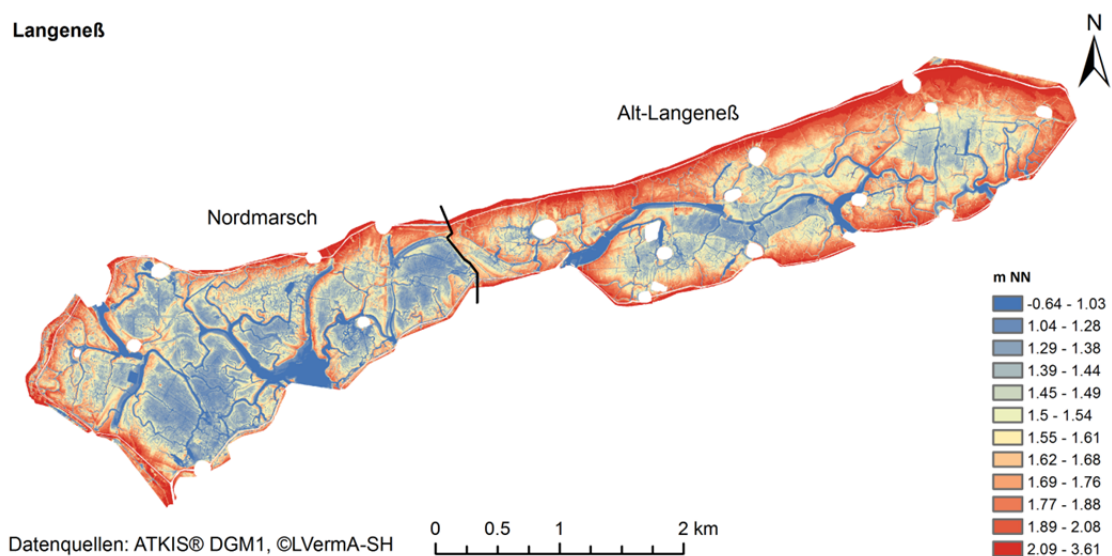 Langeneß
N
Alt-Langeneß
Nordmarsch
m NN
-0.64 - 1.03
1.04 - 1.28
1.29 - 1.38
1.39 - 1.44
1.45 - 1.49
1.5 - 1.54
1.55 - 1.61
1.62 - 1.68
1.69 - 1.76
1.77 - 1.88
1.89 - 2.08
2.09 - 3.61
0 0.5 1 2 km
Datenquellen: ATKIS® DGM1, ©LVermA-SH